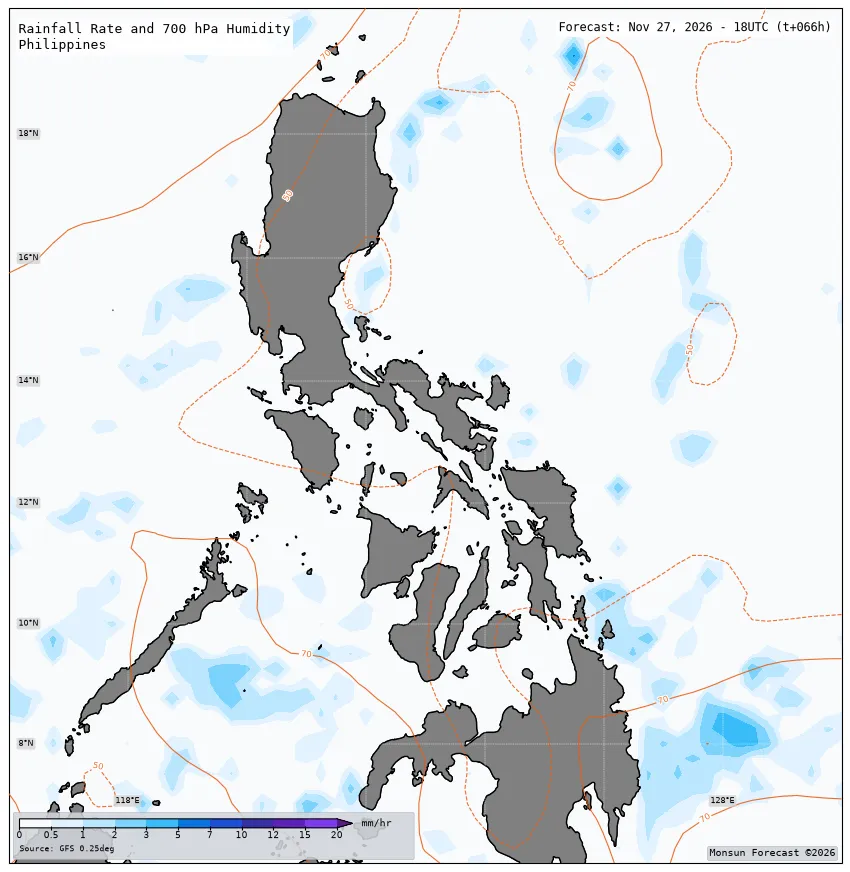 Rainfall Rate and 700 hPa Humidity
Philippines
Forecast: Nov 27, 2026 - 18UTC (t+066h)
70
70
18°N
50
50
16°N
50
50
14°N
12°N
10°N
70
70
8°N
50
118°E
128°E
70
0 0.5 1 2 3 5 7 10 12 15 20 mm/hr
Source: GFS 0.25deg
Monsun Forecast ©2026